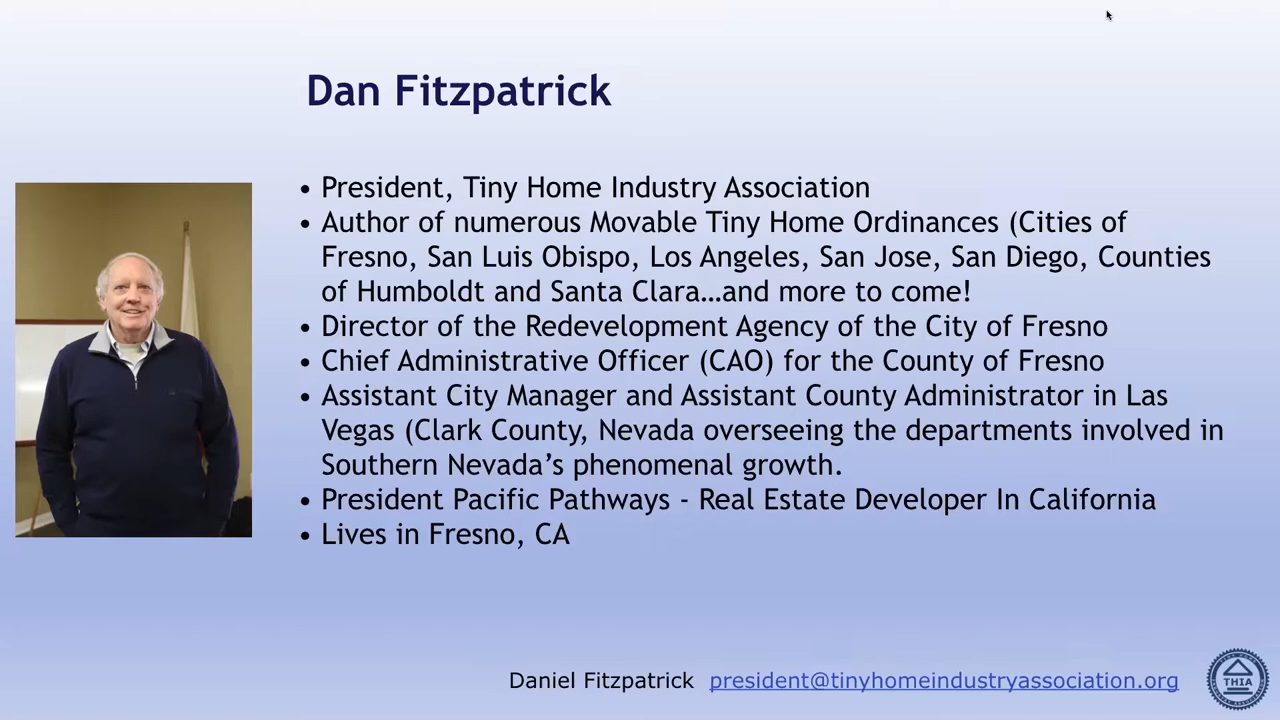 Dan Fitzpatrick
• President, Tiny Home Industry Association
• Author of numerous Movable Tiny Home Ordinances (Cities of
Fresno, San Luis Obispo, Los Angeles, San Jose, San Diego, Counties
of Humboldt and Santa Clara…and more to come!
• Director of the Redevelopment Agency of the City of Fresno
• Chief Administrative Officer (CAO) for the County of Fresno
• Assistant City Manager and Assistant County Administrator in Las
Vegas (Clark County, Nevada overseeing the departments involved in
Southern Nevada’s phenomenal growth.
• President Pacific Pathways - Real Estate Developer In California
• Lives in Fresno, CA
Daniel Fitzpatrick president@tinyhomeindustryassociation.org
THIA